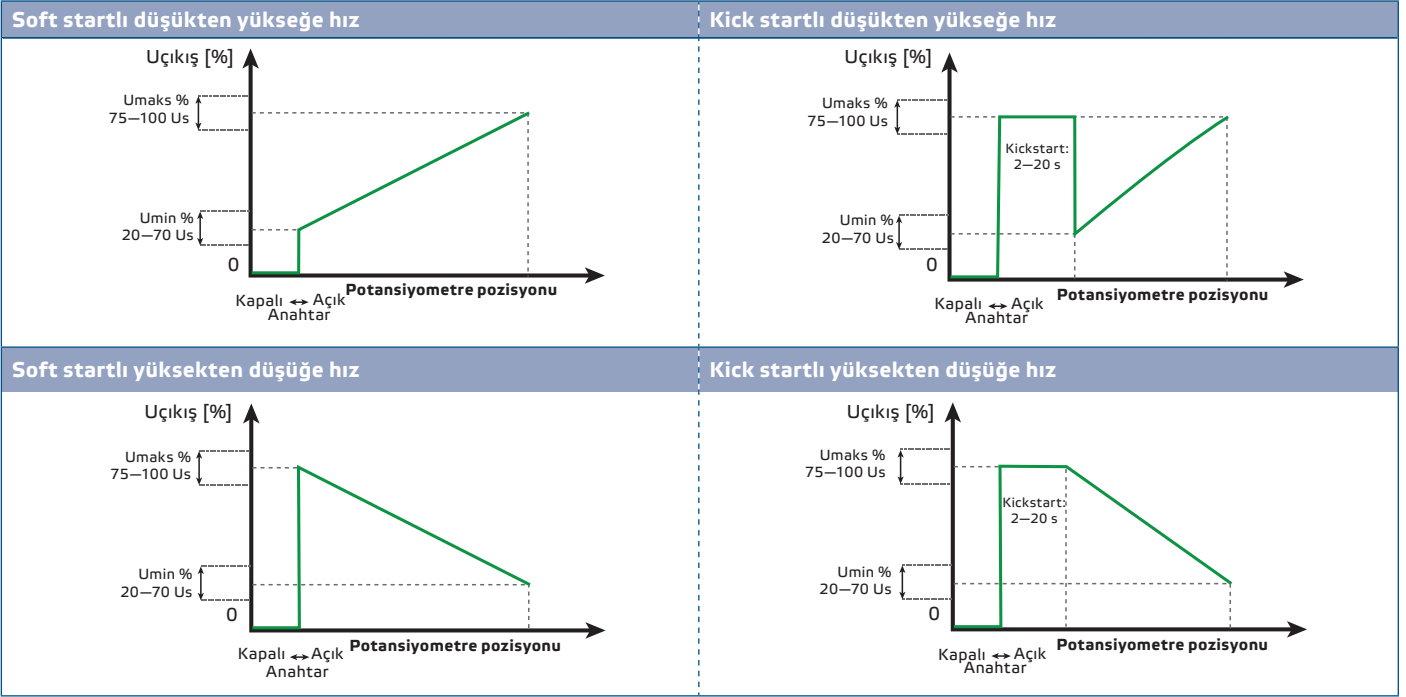 Soft startlı düşükten yükseğe hız
Uçıkış [%]
Umaks %
75—100 Us
Umin %
20—70 Us
0
Kapalı ↔ Açık
Anahtar
Potansiyometre pozisyonu
Kick startlı düşükten yükseğe hız
Uçıkış [%]
Umaks %
75—100 Us
Kickstart:
2—20 s
Umin %
20—70 Us
0
Kapalı ↔ Açık
Anahtar
Potansiyometre pozisyonu
Soft startlı yüksekten düşüğe hız
Uçıkış [%]
Umaks %
75—100 Us
Umin %
20—70 Us
0
Kapalı ↔ Açık
Anahtar
Potansiyometre pozisyonu
Kick startlı yüksekten düşüğe hız
Uçıkış [%]
Umaks %
75—100 Us
Kickstart:
2—20 s
Umin %
20—70 Us
0
Kapalı ↔ Açık
Anahtar
Potansiyometre pozisyonu